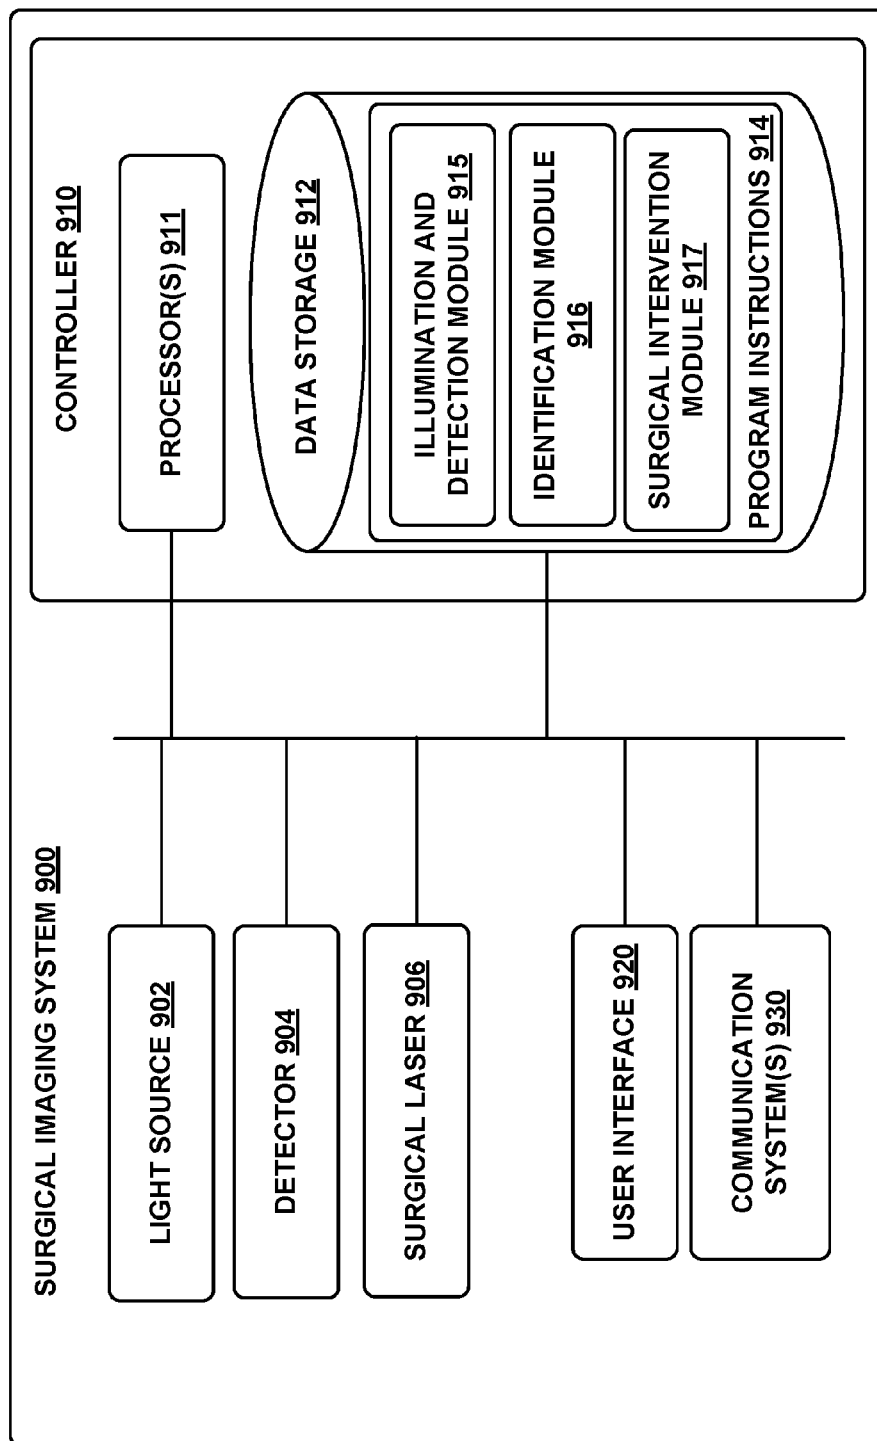 SURGICAL IMAGING SYSTEM 900
LIGHT SOURCE 902
DETECTOR 904
SURGICAL LASER 906
USER INTERFACE 920
COMMUNICATION
SYSTEM(S) 930
CONTROLLER 910
PROCESSOR(S) 911
DATA STORAGE 912
ILLUMINATION AND
DETECTION MODULE 915
IDENTIFICATION MODULE
916
SURGICAL INTERVENTION
MODULE 917
PROGRAM INSTRUCTIONS 914